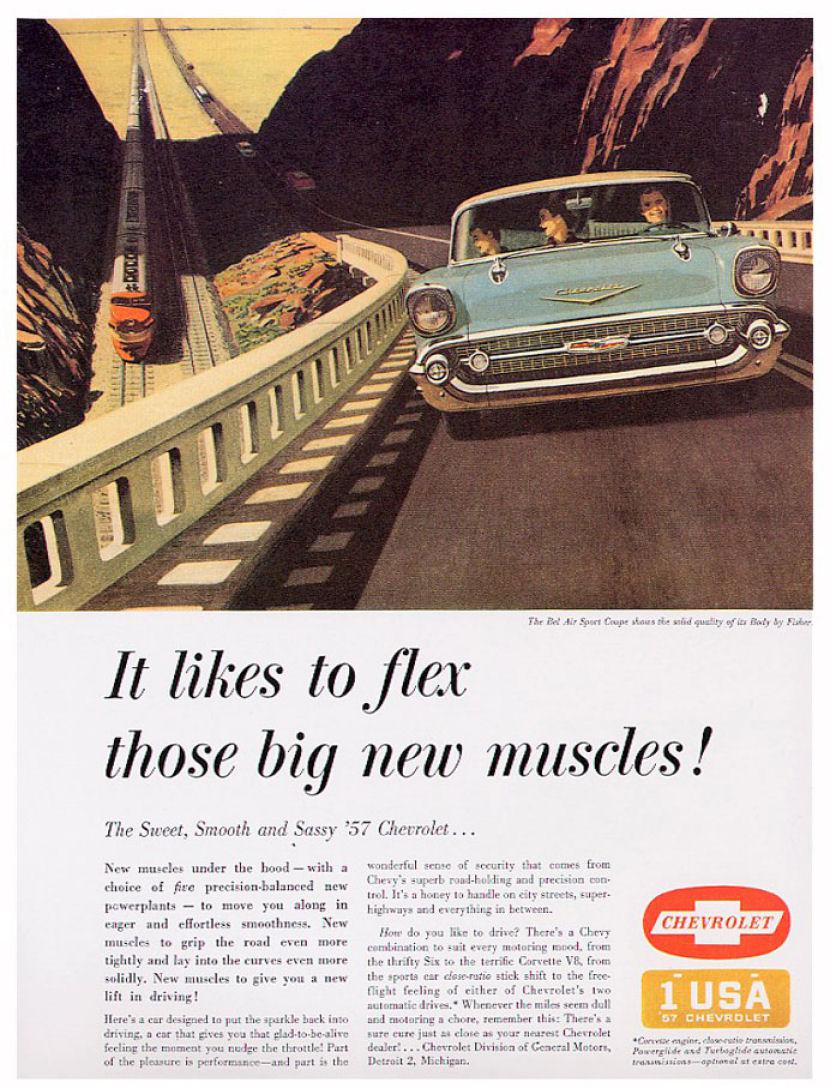 The Bel Air Sport Coupe shows the solid quality of its Body by Fisher.
It likes to flex
those big new muscles!
The Sweet, Smooth and Sassy '57 Chevrolet...
New muscles under the hood — with a
choice of five precision-balanced new
powerplants — to move you along in
eager and effortless smoothness. New
muscles to grip the road even more
tightly and lay into the curves even more
solidly. New muscles to give you a new
lift in driving!
Here's a car designed to put the sparkle back into
driving, a car that gives you that glad-to-be-alive
feeling the moment you nudge the throttle! Part
of the pleasure is performance—and part is the
wonderful sense of security that comes from
Chevy's superb road-holding and precision con-
trol. It's a honey to handle on city streets, super-
highways and everything in between.
How do you like to drive? There's a Chevy
combination to suit every motoring mood, from
the thrifty Six to the terrific Corvette V8, from
the sports car close-ratio stick shift to the free-
flight feeling of either of Chevrolet's two
automatic drives.* Whenever the miles seem dull
and motoring a chore, remember this: There's a
sure cure just as close as your nearest Chevrolet
dealer! . . . Chevrolet Division of General Motors,
Detroit 2, Michigan.
CHEVROLET
1 USA
'57 CHEVROLET
*Corvette engine, close-ratio transmission,
Powerglide and Turboglide automatic
transmissions—optional at extra cost.
Chevrolet